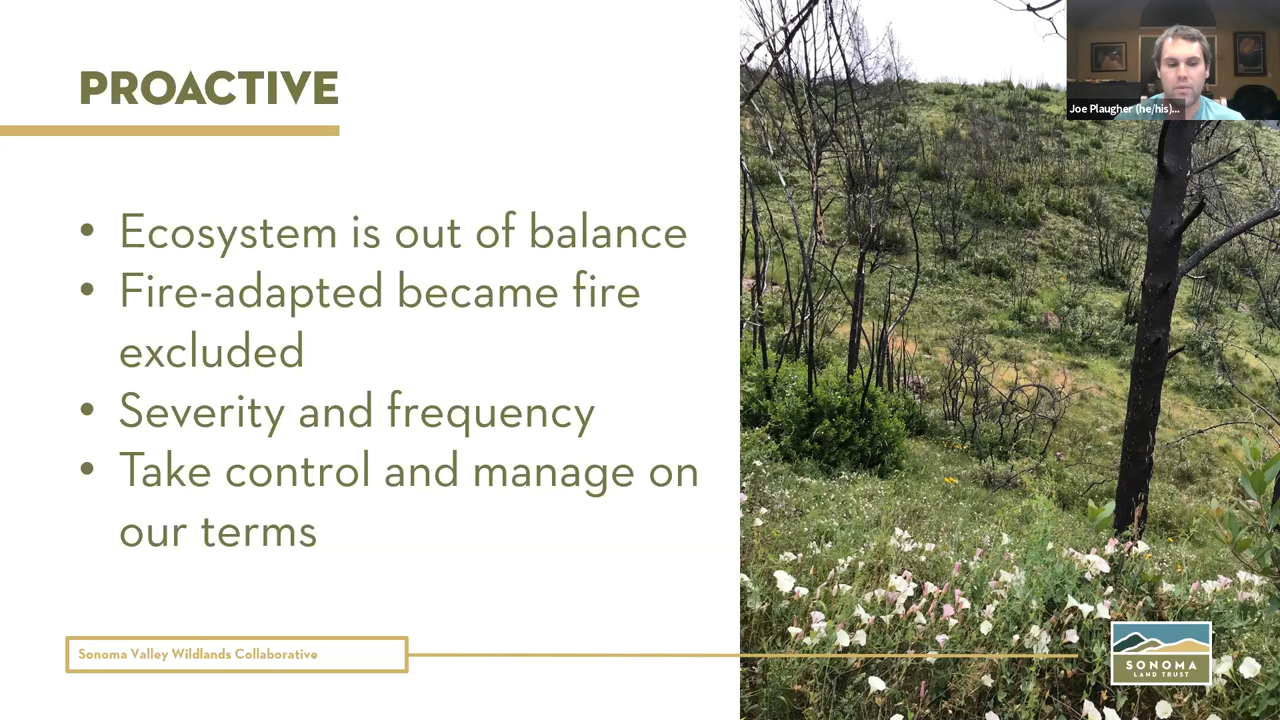 PROACTIVE
Joe Plaugher (he/his)...
• Ecosystem is out of balance
• Fire-adapted became fire
excluded
• Severity and frequency
• Take control and manage on
our terms
Sonoma Valley Wildlands Collaborative
SONOMA
LAND TRUST